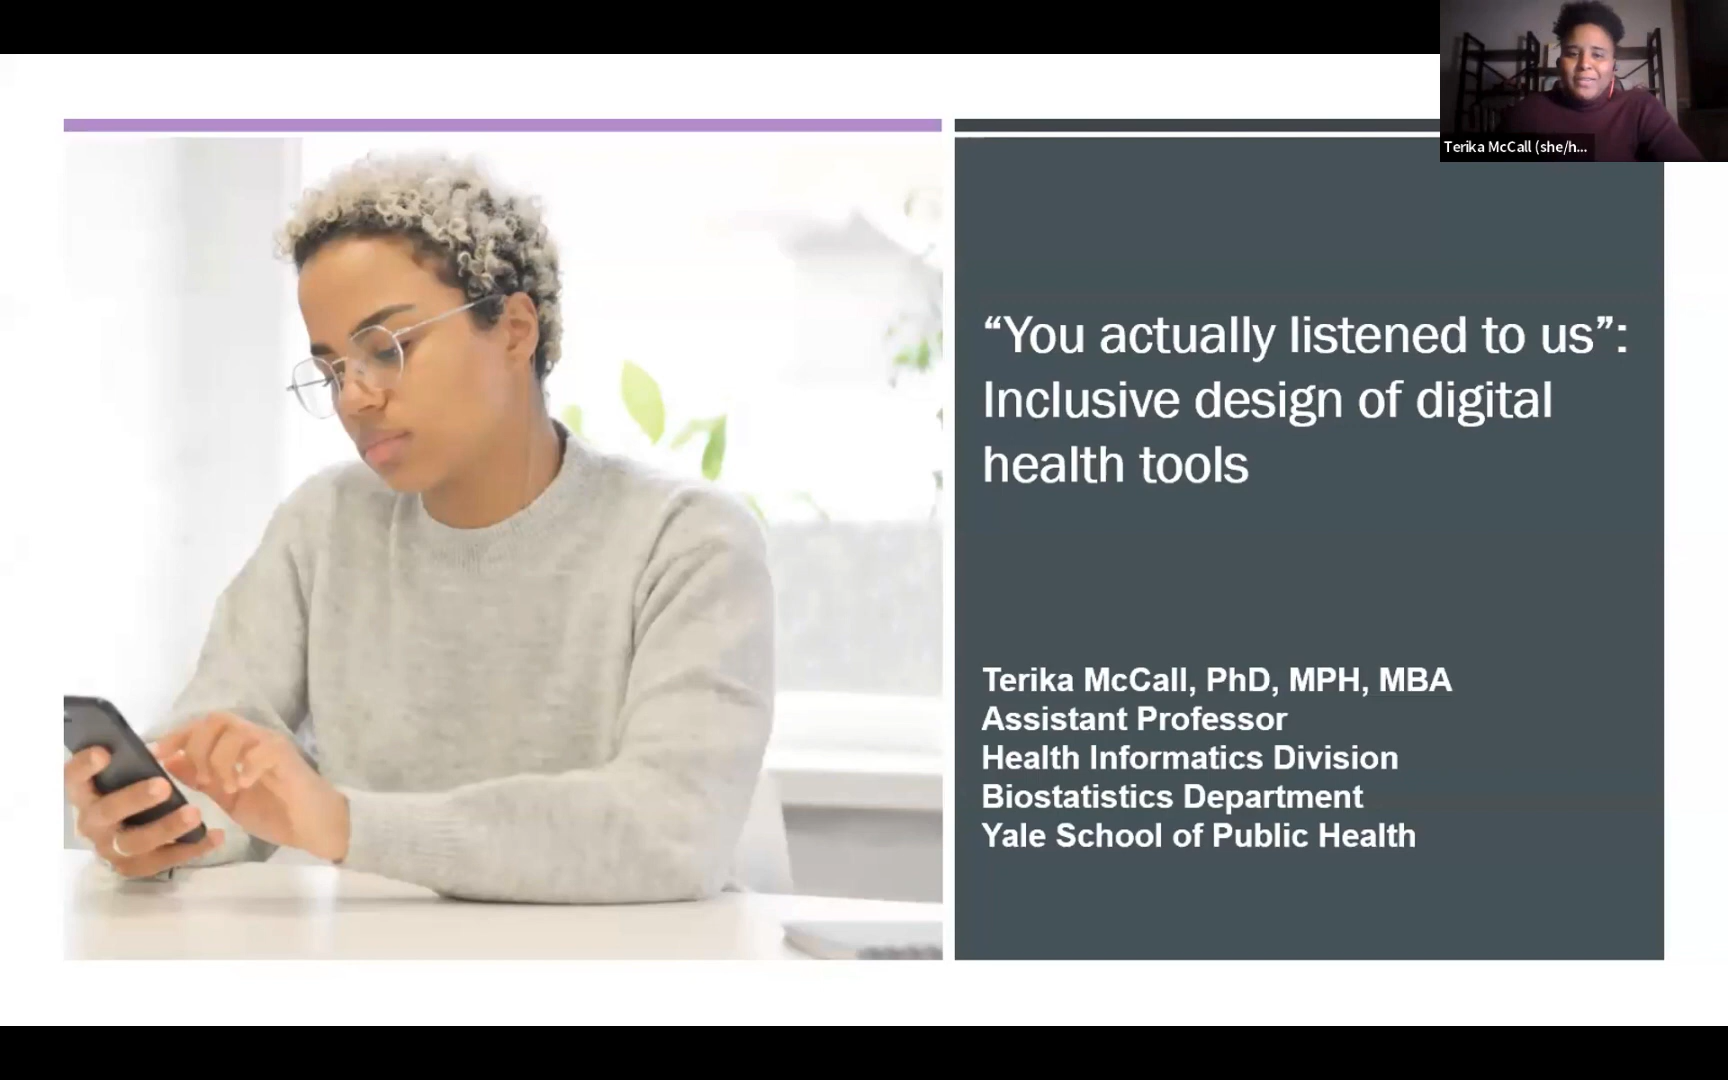 Terika McCall (she/h...
“You actually listened to us”:
Inclusive design of digital
health tools
Terika McCall, PhD, MPH, MBA
Assistant Professor
Health Informatics Division
Biostatistics Department
Yale School of Public Health